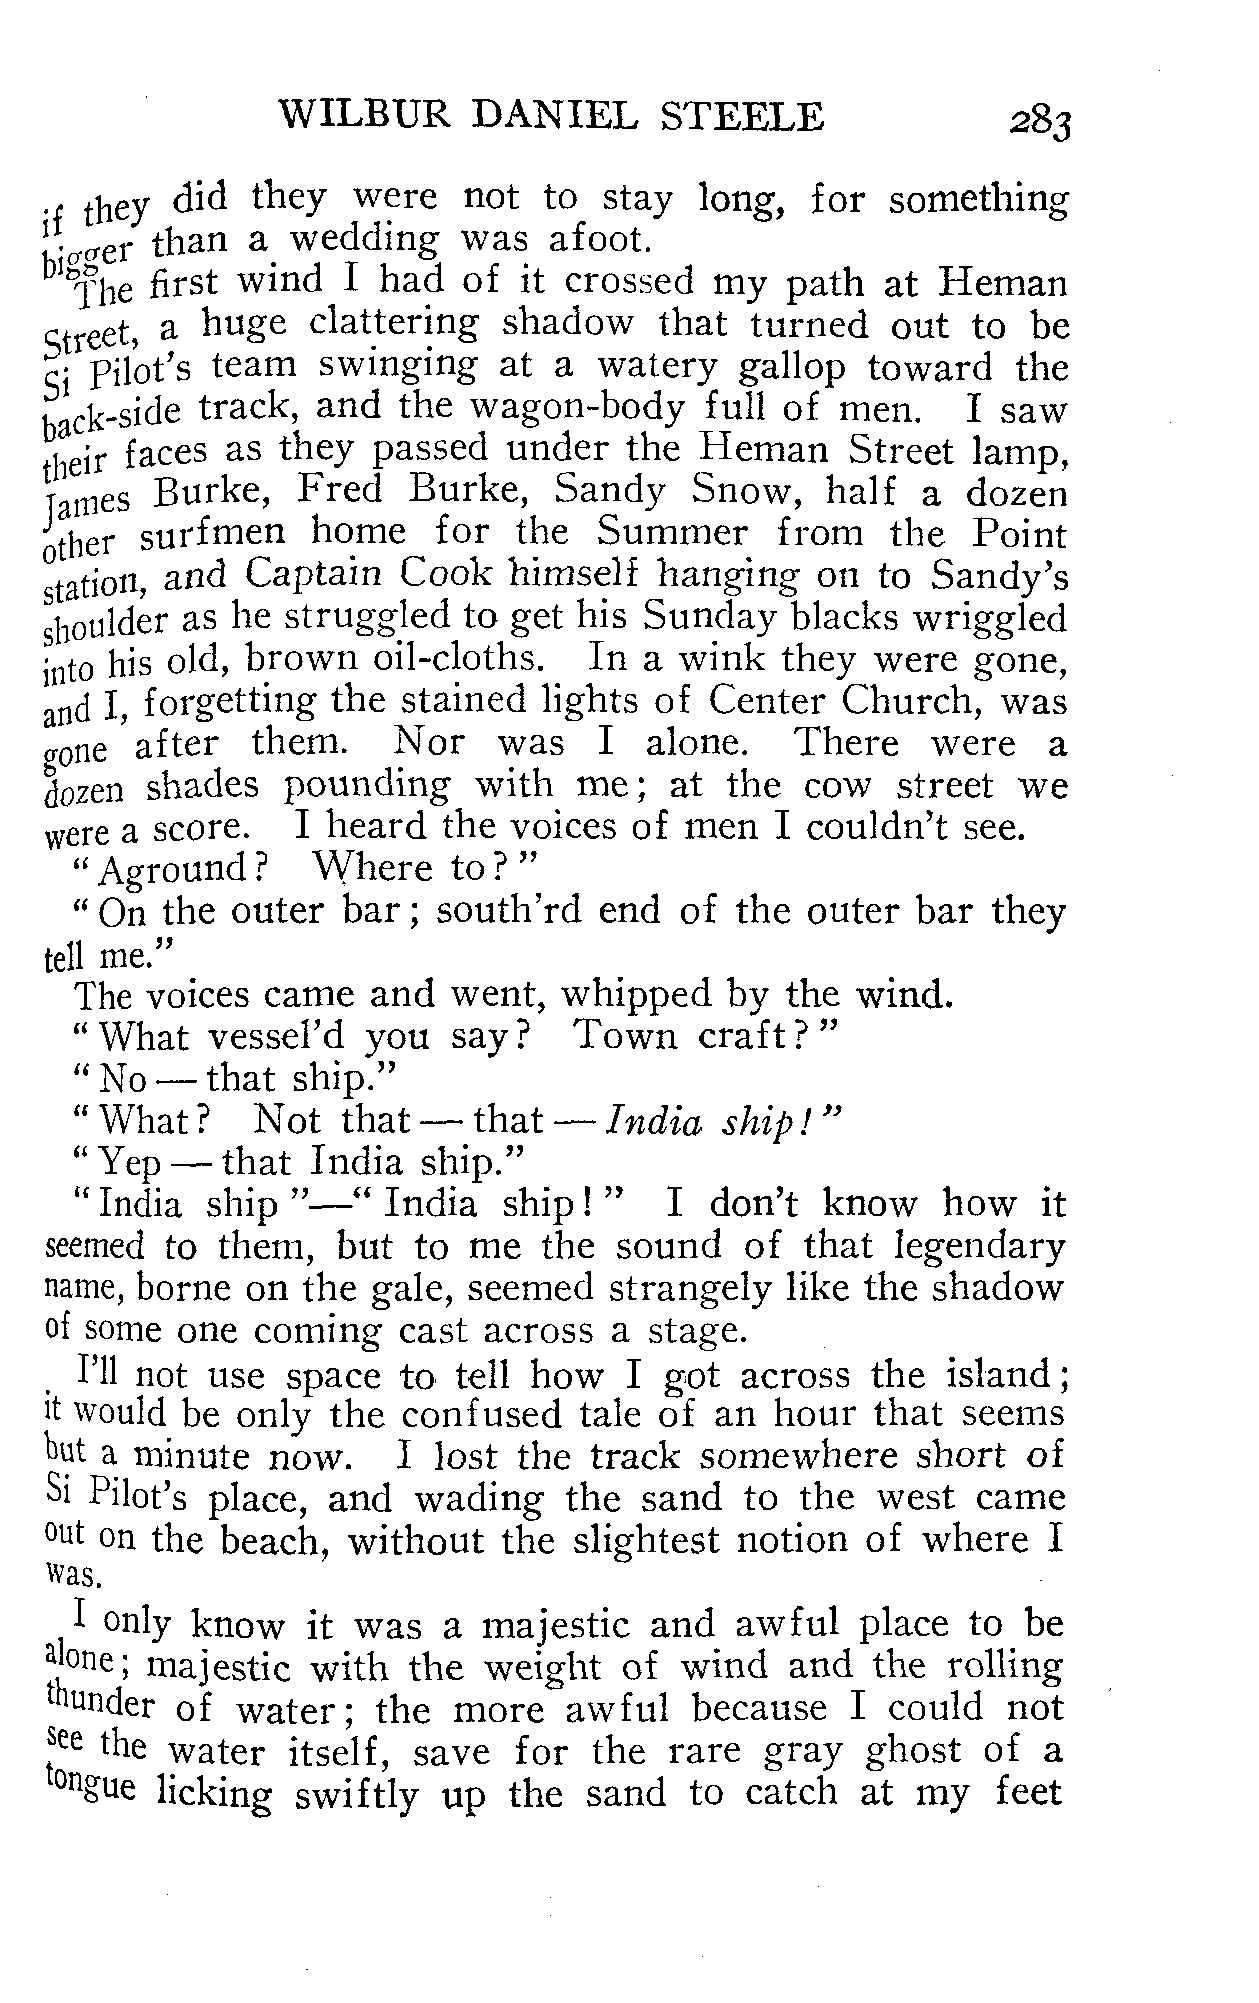 WILBUR DANIEL STEELE 283
if they did they were not to stay long, for something
bigger than a wedding was afoot.
The first wind I had of it crossed my path at Heman
Street, a huge clattering shadow that turned out to be
Si Pilot's team swinging at a watery gallop toward the
back-side track, and the wagon-body full of men. I saw
their faces as they passed under the Heman Street lamp,
James Burke, Fred Burke, Sandy Snow, half a dozen
other surfmen home for the Summer from the Point
station, and Captain Cook himself hanging on to Sandy's
shoulder as he struggled to get his Sunday blacks wriggled
into his old, brown oil-cloths. In a wink they were gone,
and I, forgetting the stained lights of Center Church, was
gone after them. Nor was I alone. There were a
dozen shades pounding with me; at the cow street we
were a score. I heard the voices of men I couldn't see.
"Aground? Where to?"
"On the outer bar; south'rd end of the outer bar they
tell me."
The voices came and went, whipped by the wind.
"What vessel'd you say? Town craft?"
"No — that ship."
"What? Not that — that — India ship!"
"Yep — that India ship."
"India ship"—"India ship!" I don't know how it
seemed to them, but to me the sound of that legendary
name, borne on the gale, seemed strangely like the shadow
of some one coming cast across a stage.
I'll not use space to tell how I got across the island;
it would be only the confused tale of an hour that seems
but a minute now. I lost the track somewhere short of
Si Pilot's place, and wading the sand to the west came
out on the beach, without the slightest notion of where I
was.
I only know it was a majestic and awful place to be
alone; majestic with the weight of wind and the rolling
thunder of water; the more awful because I could not
see the water itself, save for the rare gray ghost of a
tongue licking swiftly up the sand to catch at my feet